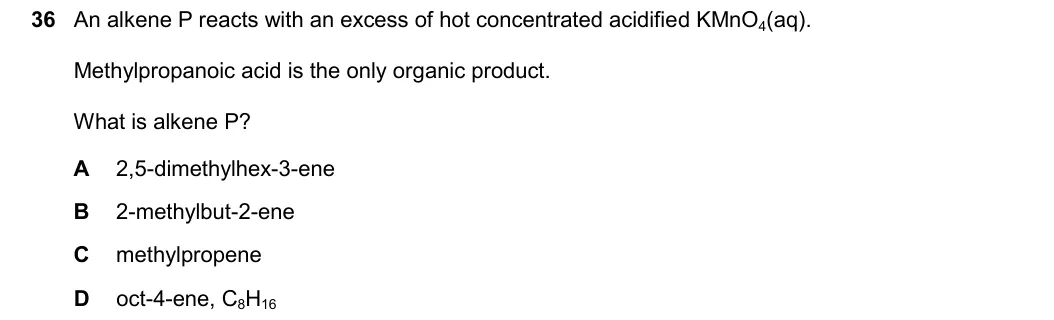 36 An alkene P reacts with an excess of hot concentrated acidified KMnO₄(aq).
Methylpropanoic acid is the only organic product.
What is alkene P?
A 2,5-dimethylhex-3-ene
B 2-methylbut-2-ene
C methylpropene
D oct-4-ene, C₈H₁₆